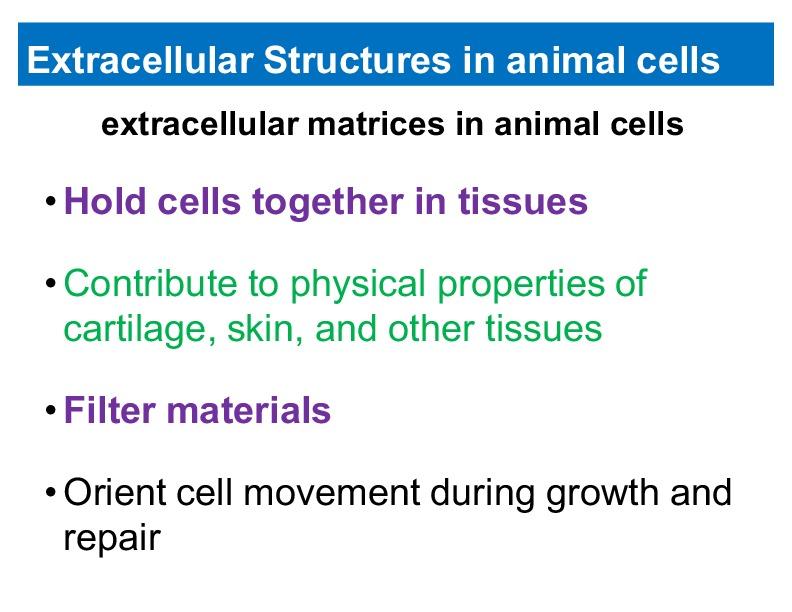 Extracellular Structures in animal cells
extracellular matrices in animal cells
• Hold cells together in tissues
• Contribute to physical properties of
cartilage, skin, and other tissues
• Filter materials
• Orient cell movement during growth and
repair